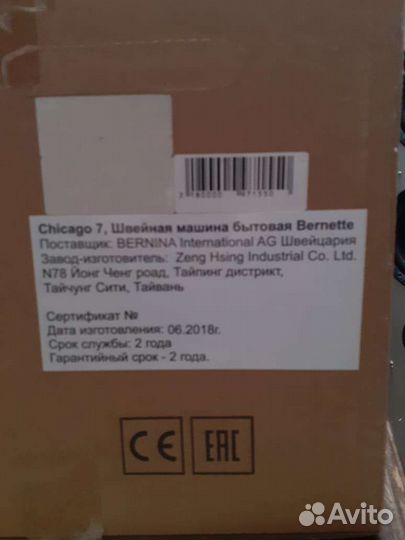 Chicago 7, Швейная машина бытовая Bernette
Поставщик: BERNINA International AG Швейцария
Завод-изготовитель: Zeng Hsing Industrial Co. Ltd.
N78 Йонг Ченг роад, Тайпинг дистрикт,
Тайчунг Сити, Тайвань
Сертификат №
Дата изготовления: 06.2018г.
Срок службы: 2 года
Гарантийный срок - 2 года.
CE EAC
Avito